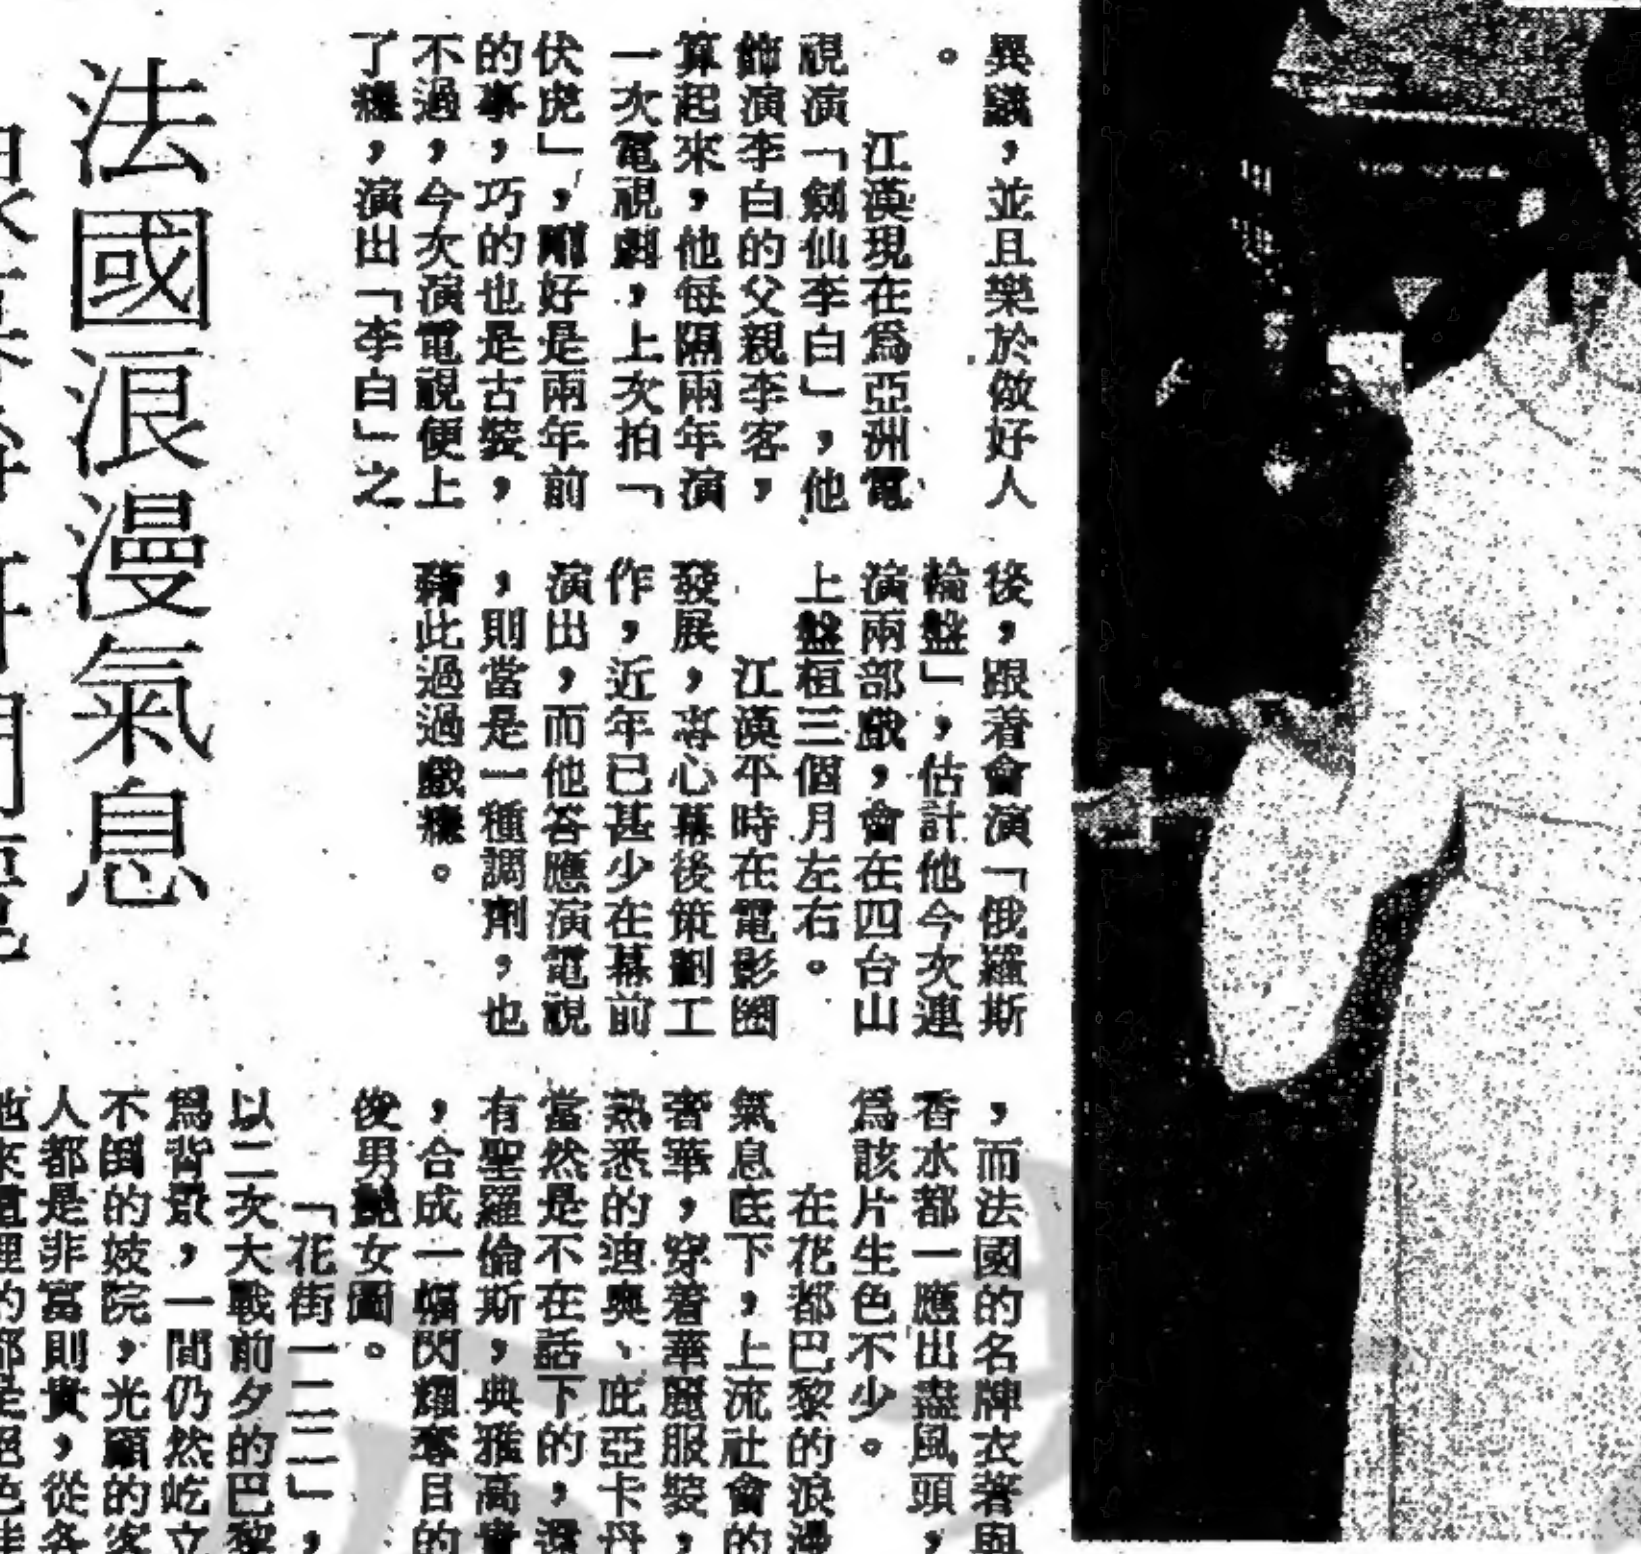 異議，並且樂於做好人
。
江漢現在爲亞洲電
視演「劍仙李白」，他
飾演李白的父親李客，
算起來，他每隔兩年演
一次電視劇，上次拍「
伏虎」，剛好是兩年前
的事，巧的也是古裝，
不過，今次演電視便上
了癮，演出「李白」之
後，跟着會演「俄羅斯
輪盤」，估計他今次連
演兩部戲，會在四台山
上盤桓三個月左右。
江漢平時在電影圈
發展，專心幕後策劃工
作，近年已甚少在幕前
演出，而他答應演電視
，則當是一種調劑，也
藉此過過戲癮。
，而法國的名牌衣著與
香水都一應出盡風頭，
爲該片生色不少。
在花都巴黎的浪漫
氣息底下，上流社會的
奢華，穿着華麗服裝，
熟悉的迪奧、庇亞卡丹
當然是不在話下的，還
有聖羅倫斯，典雅高貴
，合成一幅閃耀奪目的
俊男艷女圖。
「花街一二二」，
以二次大戰前夕的巴黎
爲背景，一間仍然屹立
不倒的妓院，光顧的客
人都是非富則貴，從各
法國浪漫氣息